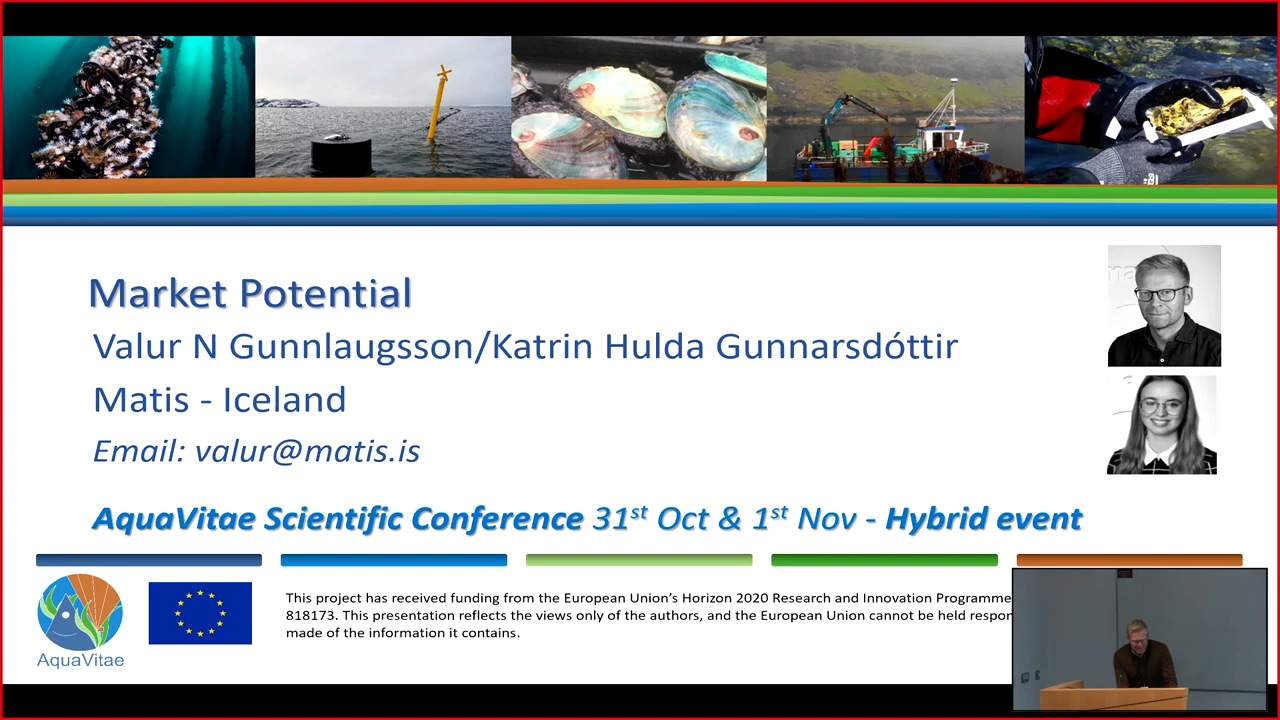 Market Potential
Valur N Gunnlaugsson/Katrin Hulda Gunnarsdóttir
Matis - Iceland
Email: valur@matis.is
AquaVitae Scientific Conference 31st Oct & 1st Nov - Hybrid event
This project has received funding from the European Union’s Horizon 2020 Research and Innovation Programme
818173. This presentation reflects the views only of the authors, and the European Union cannot be held
made of the information it contains.
AquaVitae